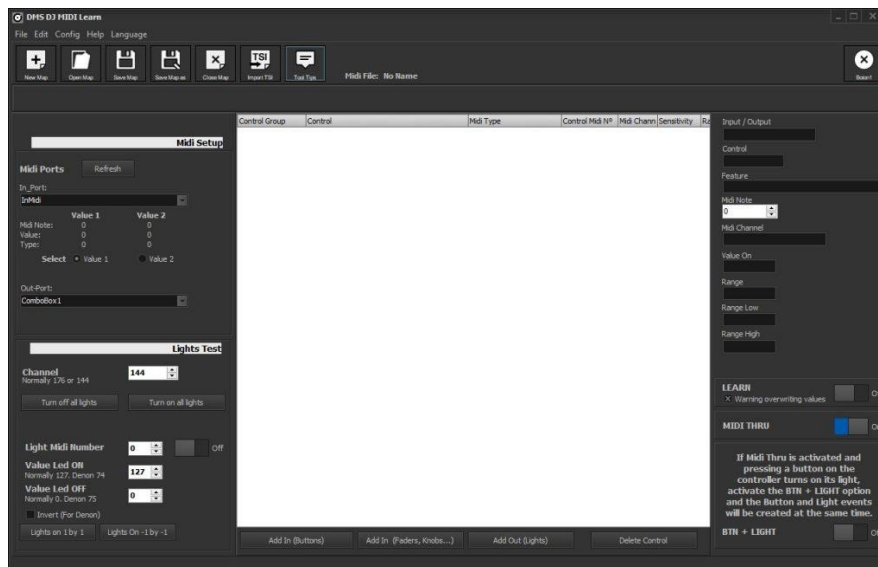 DMS DJ MIDI Learn
File Edit Config Help Language
New Map Open Map Save Map Save Map as Close Map Import TSI Tool Tips
TSI
Midi File: No Name
Midi Setup
Midi Ports Refresh
In_Port:
InMidi
Value 1 Value 2
Midi Note: 0 0
Value: 0 0
Type: 0 0
Select Value 1 Value 2
Out-Port:
ComboBox1
Lights Test
Channel 144
Normally 176 or 144
Turn off all lights Turn on all lights
Light Midi Number 0 Off
Value Led ON 127
Normally 127. Denon 74
Value Led OFF 0
Normally 0. Denon 75
Invert (For Denon)
Lights on 1 by 1 Lights On -1 by -1
Control Group Control Midi Type Control Midi Nº Midi Chann Sensitivity Ra
Add In (Buttons) Add In (Faders, Knobs...) Add Out (Lights) Delete Control
Input / Output
Control
Feature
Midi Note
0
Midi Channel
Value On
Range
Range Low
Range High
LEARN
Warning overwriting values
MIDI THRU
If Midi Thru is activated and
pressing a button on the
controller turns on its light,
activate the BTN + LIGHT option
and the Button and Light events
will be created at the same time.
BTN + LIGHT